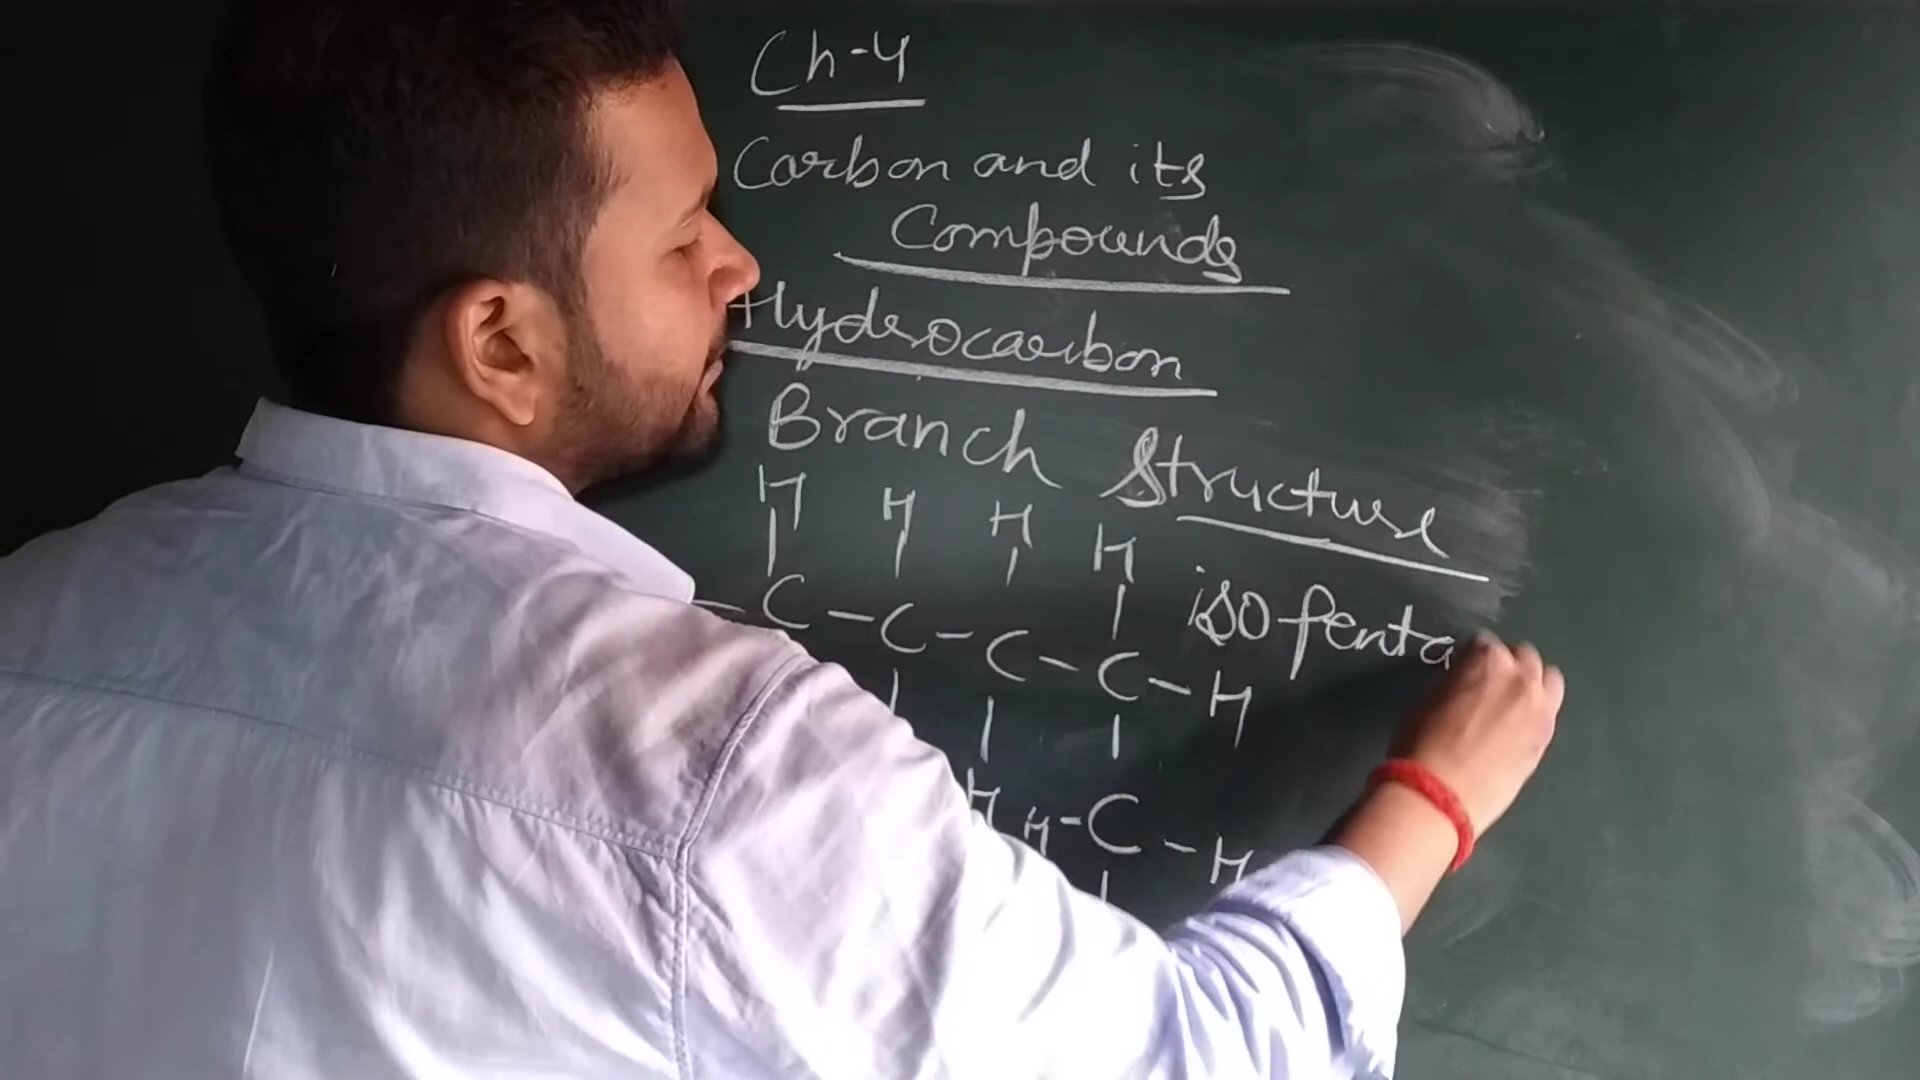 Ch-4
Carbon and its
Compounds
Hydrocarbon
Branch Structure
H H H H
C - C - C - C - H
iso penta
H H - C - H